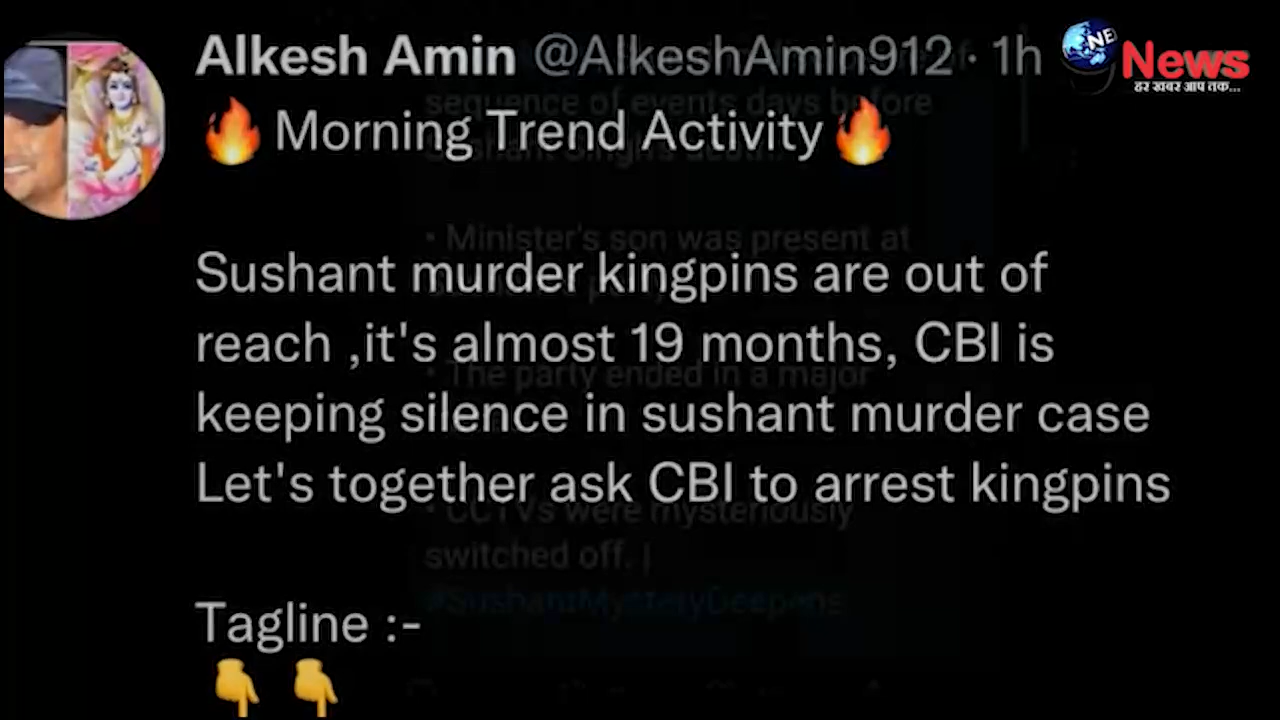 Alkesh Amin @AlkeshAmin912 · 1h
NE
News
हर खबर आप तक...
🔥 Morning Trend Activity 🔥
sequence of events days before
• Minister's son was present at
Sushant murder kingpins are out of
reach ,it's almost 19 months, CBI is
• The party ended in a major
keeping silence in sushant murder case
Let's together ask CBI to arrest kingpins
• CCTVs were mysteriously
switched off. |
#SushantMysteryDeepens
Tagline :-
👇 👇